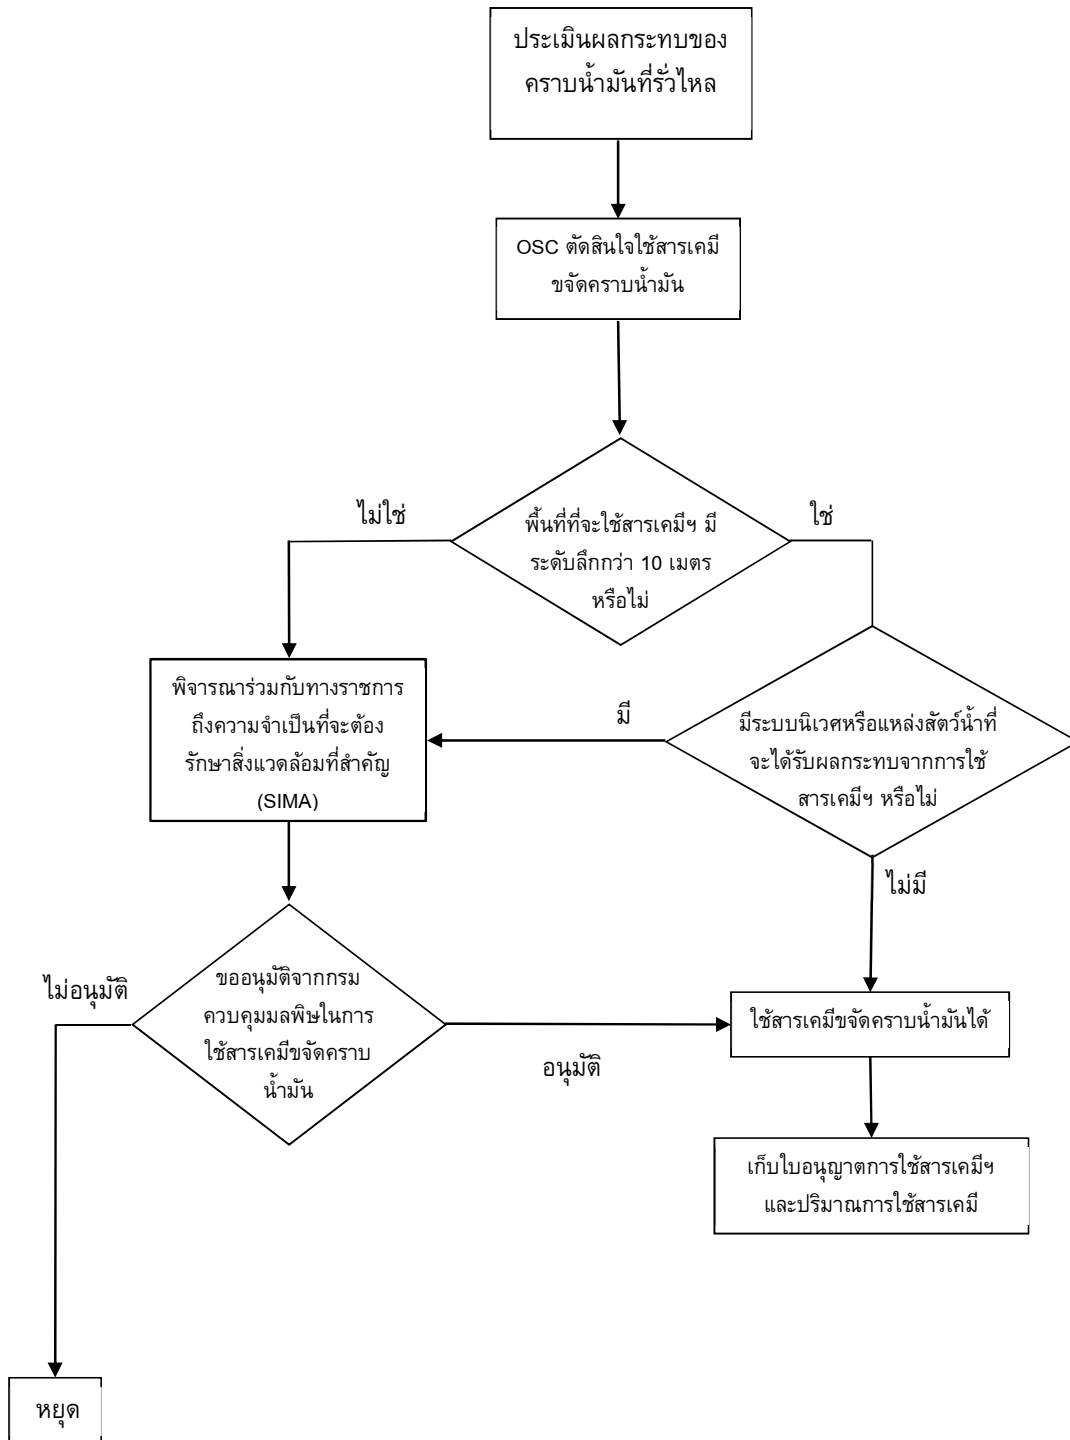 ประเมินผลกระทบของ
คราบน้ำมันที่รั่วไหล
OSC ตัดสินใจใช้สารเคมี
ขจัดคราบน้ำมัน
ไม่ใช่
ใช่
พื้นที่ที่จะใช้สารเคมีฯ มี
ระดับลึกกว่า 10 เมตร
หรือไม่
พิจารณาร่วมกับทางราชการ
ถึงความจำเป็นที่จะต้อง
รักษาสิ่งแวดล้อมที่สำคัญ
(SIMA)
มี
มีระบบนิเวศหรือแหล่งสัตว์น้ำที่
จะได้รับผลกระทบจากการใช้
สารเคมีฯ หรือไม่
ไม่มี
ไม่อนุมัติ
ขออนุมัติจากกรม
ควบคุมมลพิษในการ
ใช้สารเคมีขจัดคราบ
น้ำมัน
อนุมัติ
ใช้สารเคมีขจัดคราบน้ำมันได้
เก็บใบอนุญาตการใช้สารเคมีฯ
และปริมาณการใช้สารเคมี
หยุด